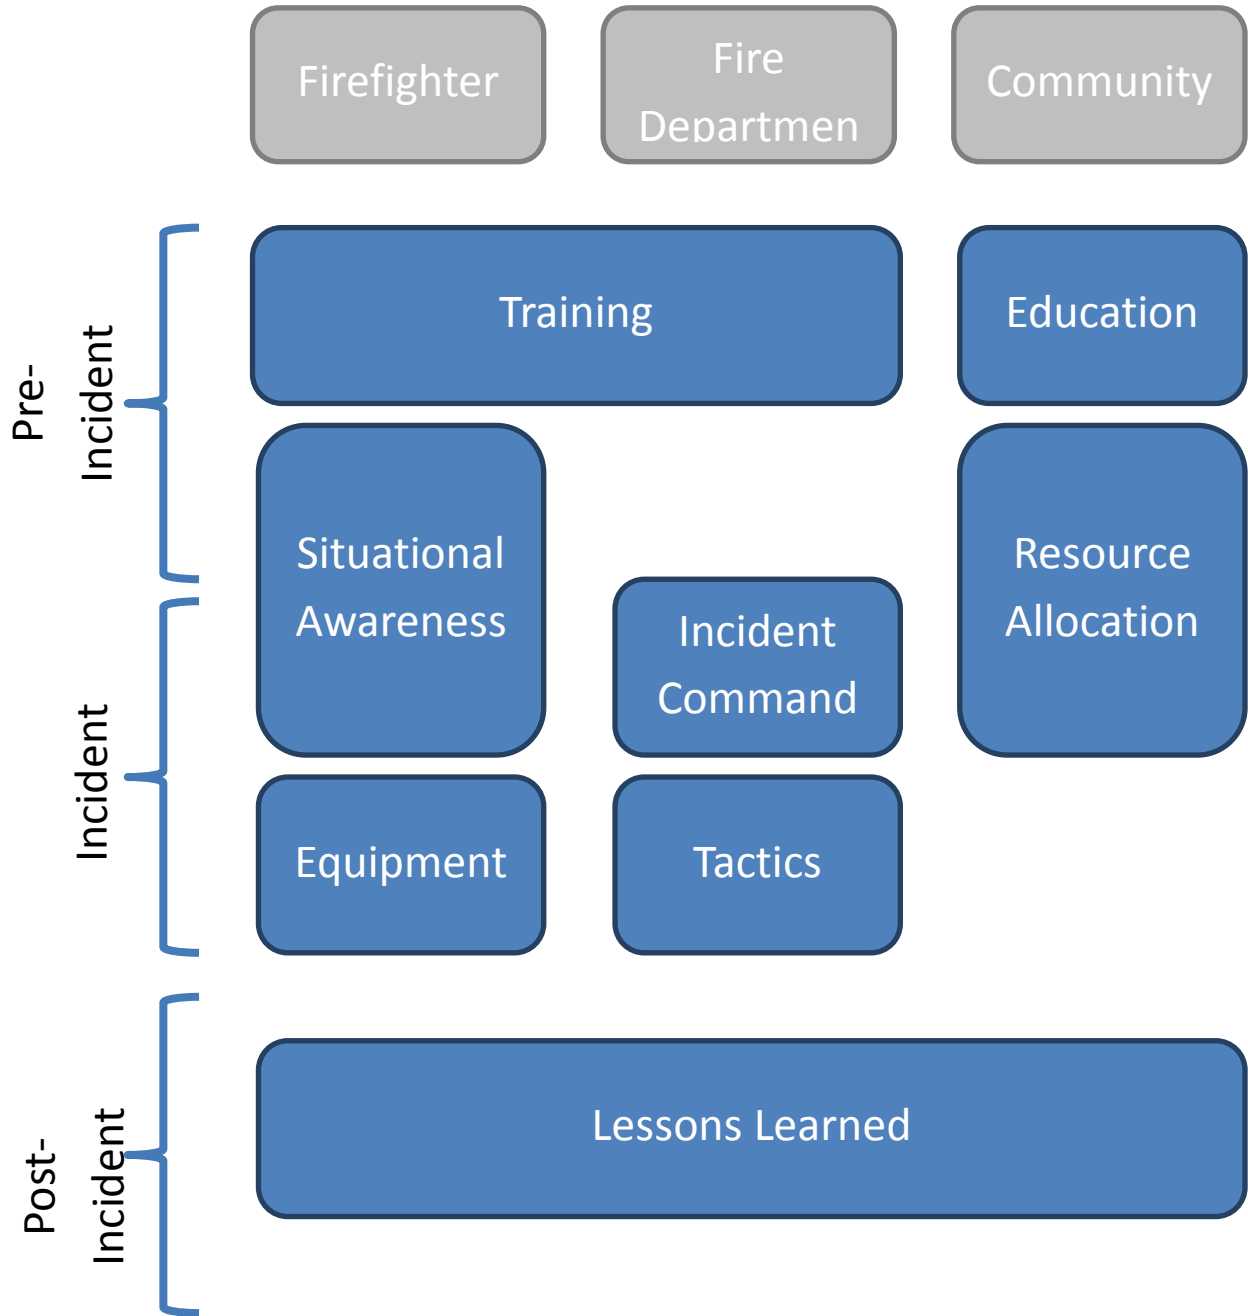 Firefighter
Fire
Departmen
Community
Pre-
Incident
Training
Education
Situational
Awareness
Resource
Allocation
Incident
Incident
Command
Equipment
Tactics
Post-
Incident
Lessons Learned